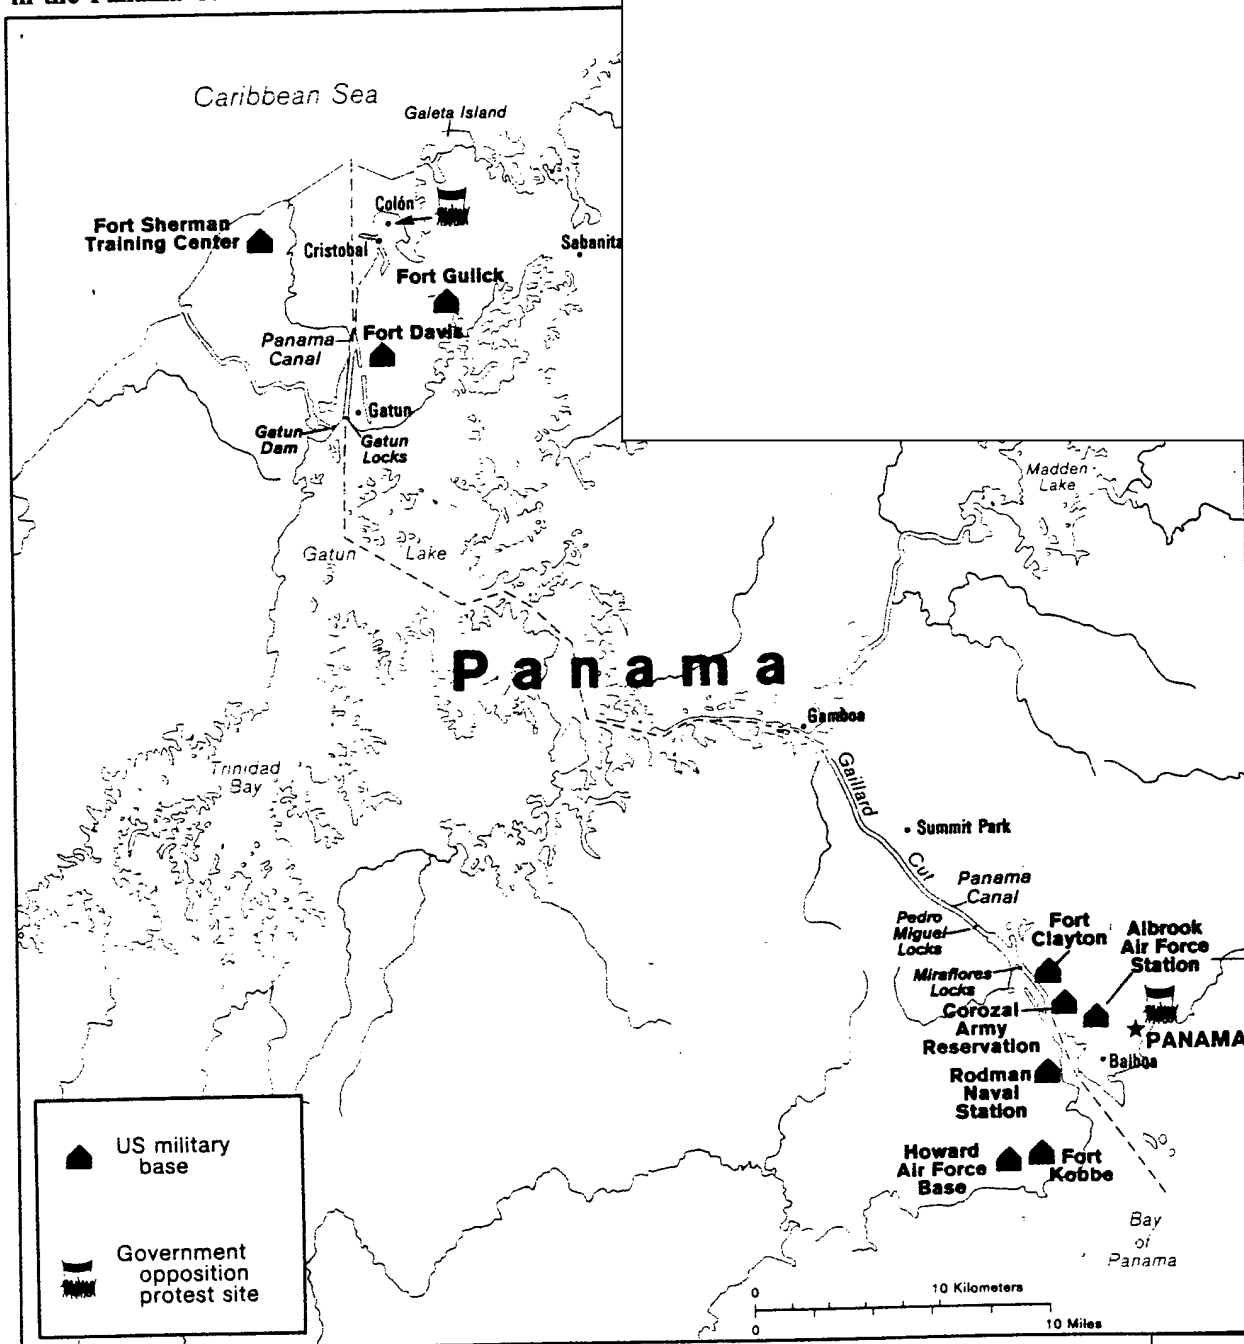 in the Panama
Caribbean Sea
Galeta Island
Colón
Fort Sherman
Training Center
Cristobal
Sabanita
Fort Gulick
Panama
Canal
Fort Davis
Gatun
Gatun
Dam
Gatun
Locks
Madden
Lake
Gatun Lake
Panama
Gamboa
Trinidad
Bay
Gaillard
Cut
Summit Park
Panama
Canal
Pedro
Miguel
Locks
Fort
Clayton
Albrook
Air Force
Station
Miraflores
Locks
Corozal
Army
Reservation
PANAMA
Balboa
Rodman
Naval
Station
Howard
Air Force
Base
Fort
Kobbe
Bay
of
Panama
US military
base
Government
opposition
protest site
0 10 Kilometers
0 10 Miles